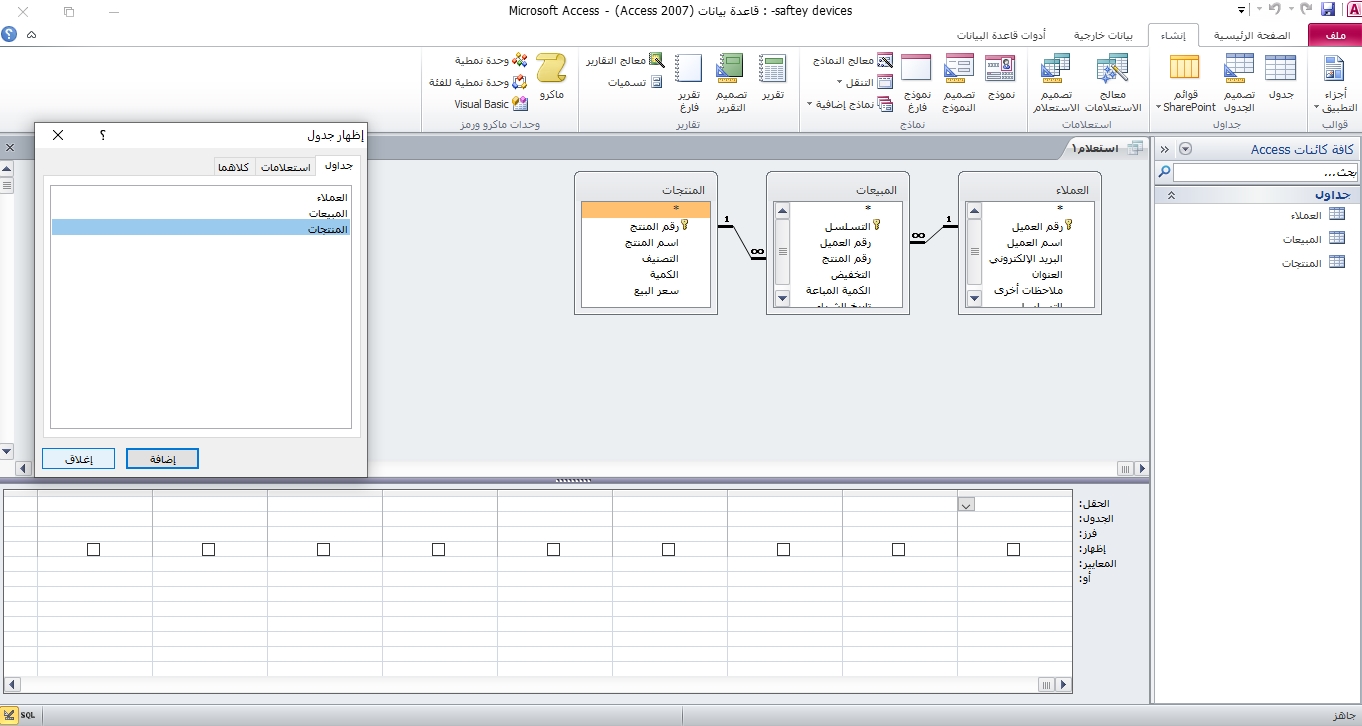 saftey devices- : قاعدة بيانات (Access 2007) - Microsoft Access
ملف
الصفحة الرئيسية
إنشاء
بيانات خارجية
أدوات قاعدة البيانات
أجزاء التطبيق
قوالب
جدول
تصميم الجدول
قوائم SharePoint
جدال
معالج الاستعلامات
تصميم الاستعلام
استعلامات
نموذج
تصميم النموذج
نموذج فارغ
معالج النماذج
التنقل
نماذج إضافية
نماذج
تقرير
تصميم التقرير
تقرير فارغ
معالج التقارير
تسميات
تقارير
ماكرو
وحدة نمطية
وحدة نمطية للفئة
Visual Basic
وحدات ماكرو ورمز
كافة كائنات Access
بحث...
جداول
العملاء
المبيعات
المنتجات
استعلام١
العملاء
*
رقم العميل
اسم العميل
البريد الإلكتروني
العنوان
ملاحظات أخرى
1
∞
المبيعات
*
التسلسل
رقم العميل
رقم المنتج
التخفيض
الكمية المباعة
∞
1
المنتجات
*
رقم المنتج
اسم المنتج
التصنيف
الكمية
سعر البيع
إظهار جدول
؟
جداول
استعلامات
كلاهما
العملاء
المبيعات
المنتجات
إضافة
إغلاق
الحقل:
الجدول:
فرز:
إظهار:
المعايير:
أو:
جاهز
SQL